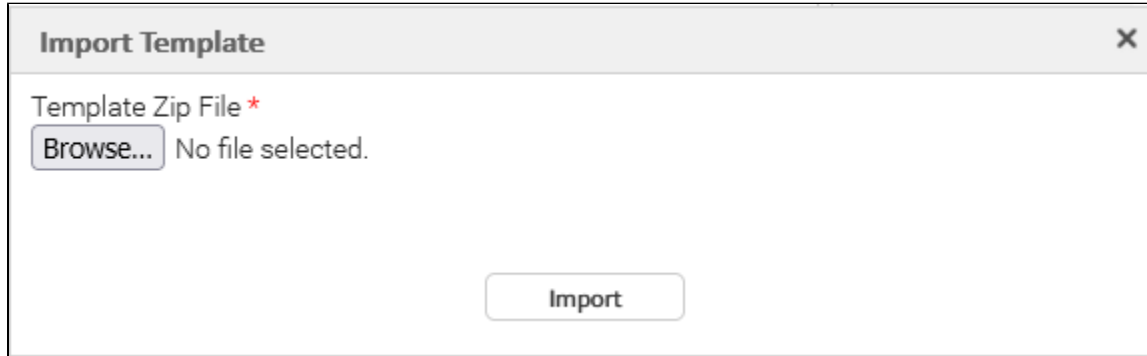 Import Template ×
Template Zip File *
Browse... No file selected.
Import